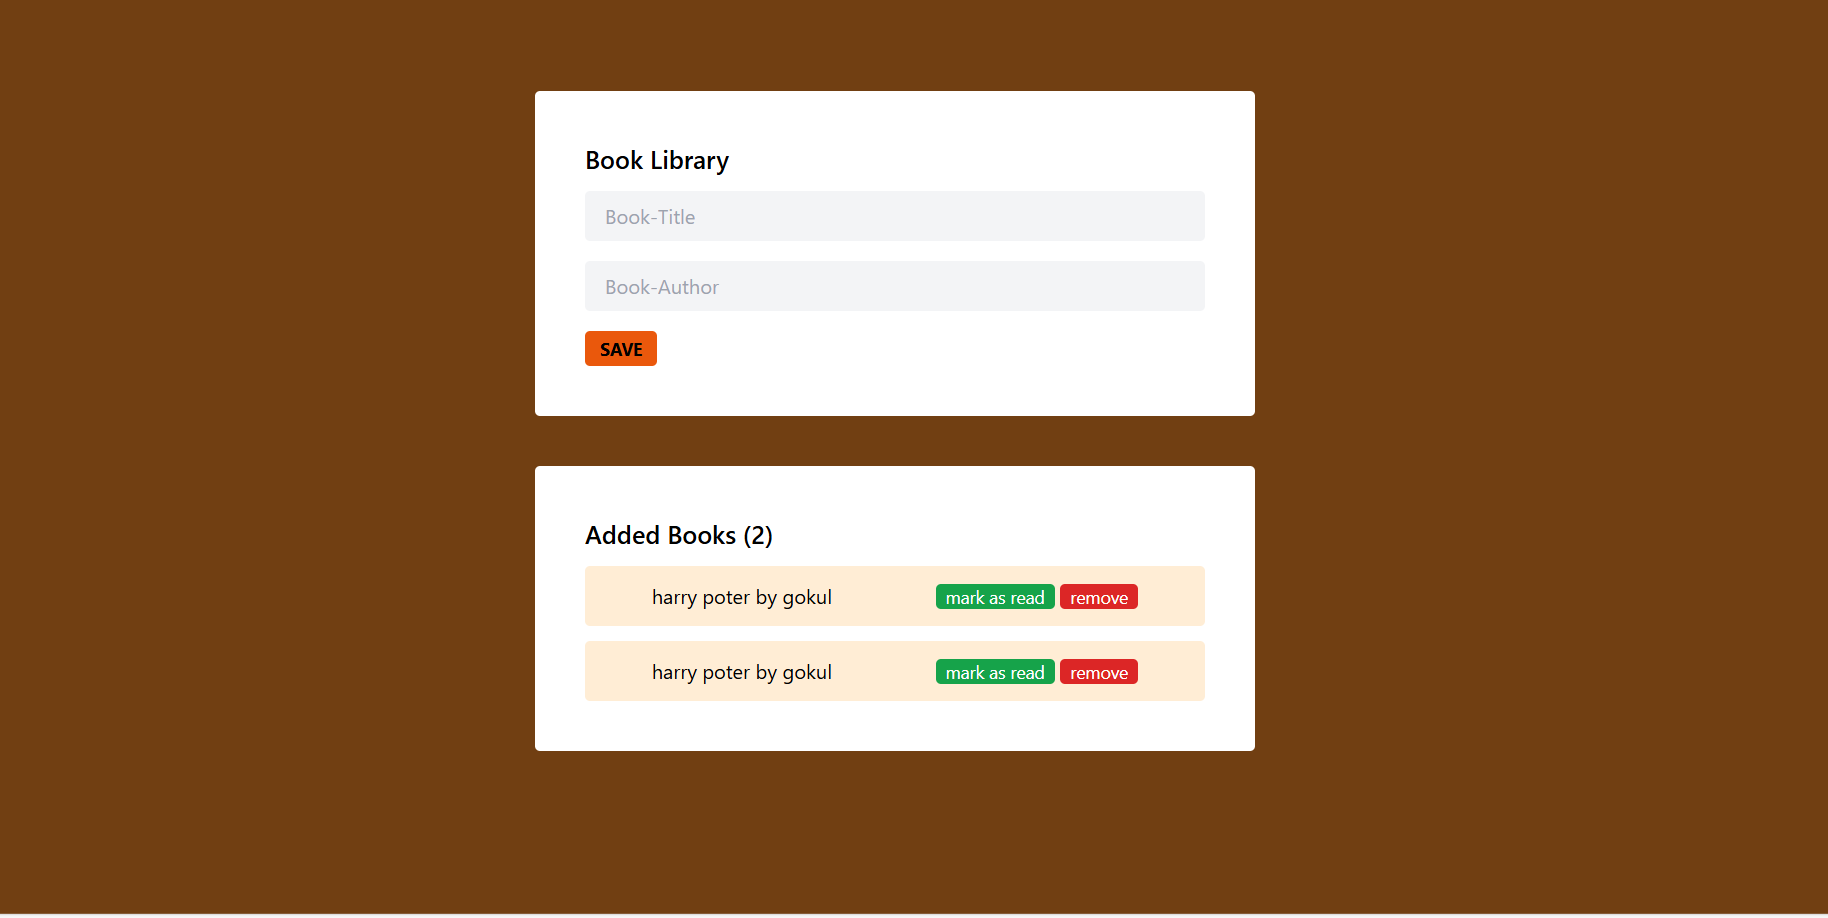 Book Library
Book-Title
Book-Author
SAVE
Added Books (2)
harry poter by gokul mark as read remove
harry poter by gokul mark as read remove